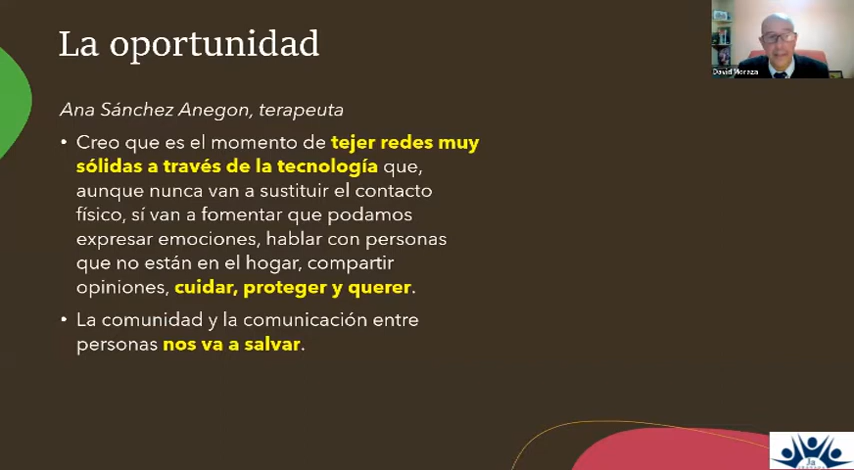 La oportunidad
David Moraza
Ana Sánchez Anegon, terapeuta
• Creo que es el momento de tejer redes muy
sólidas a través de la tecnología que,
aunque nunca van a sustituir el contacto
físico, sí van a fomentar que podamos
expresar emociones, hablar con personas
que no están en el hogar, compartir
opiniones, cuidar, proteger y querer.
• La comunidad y la comunicación entre
personas nos va a salvar.